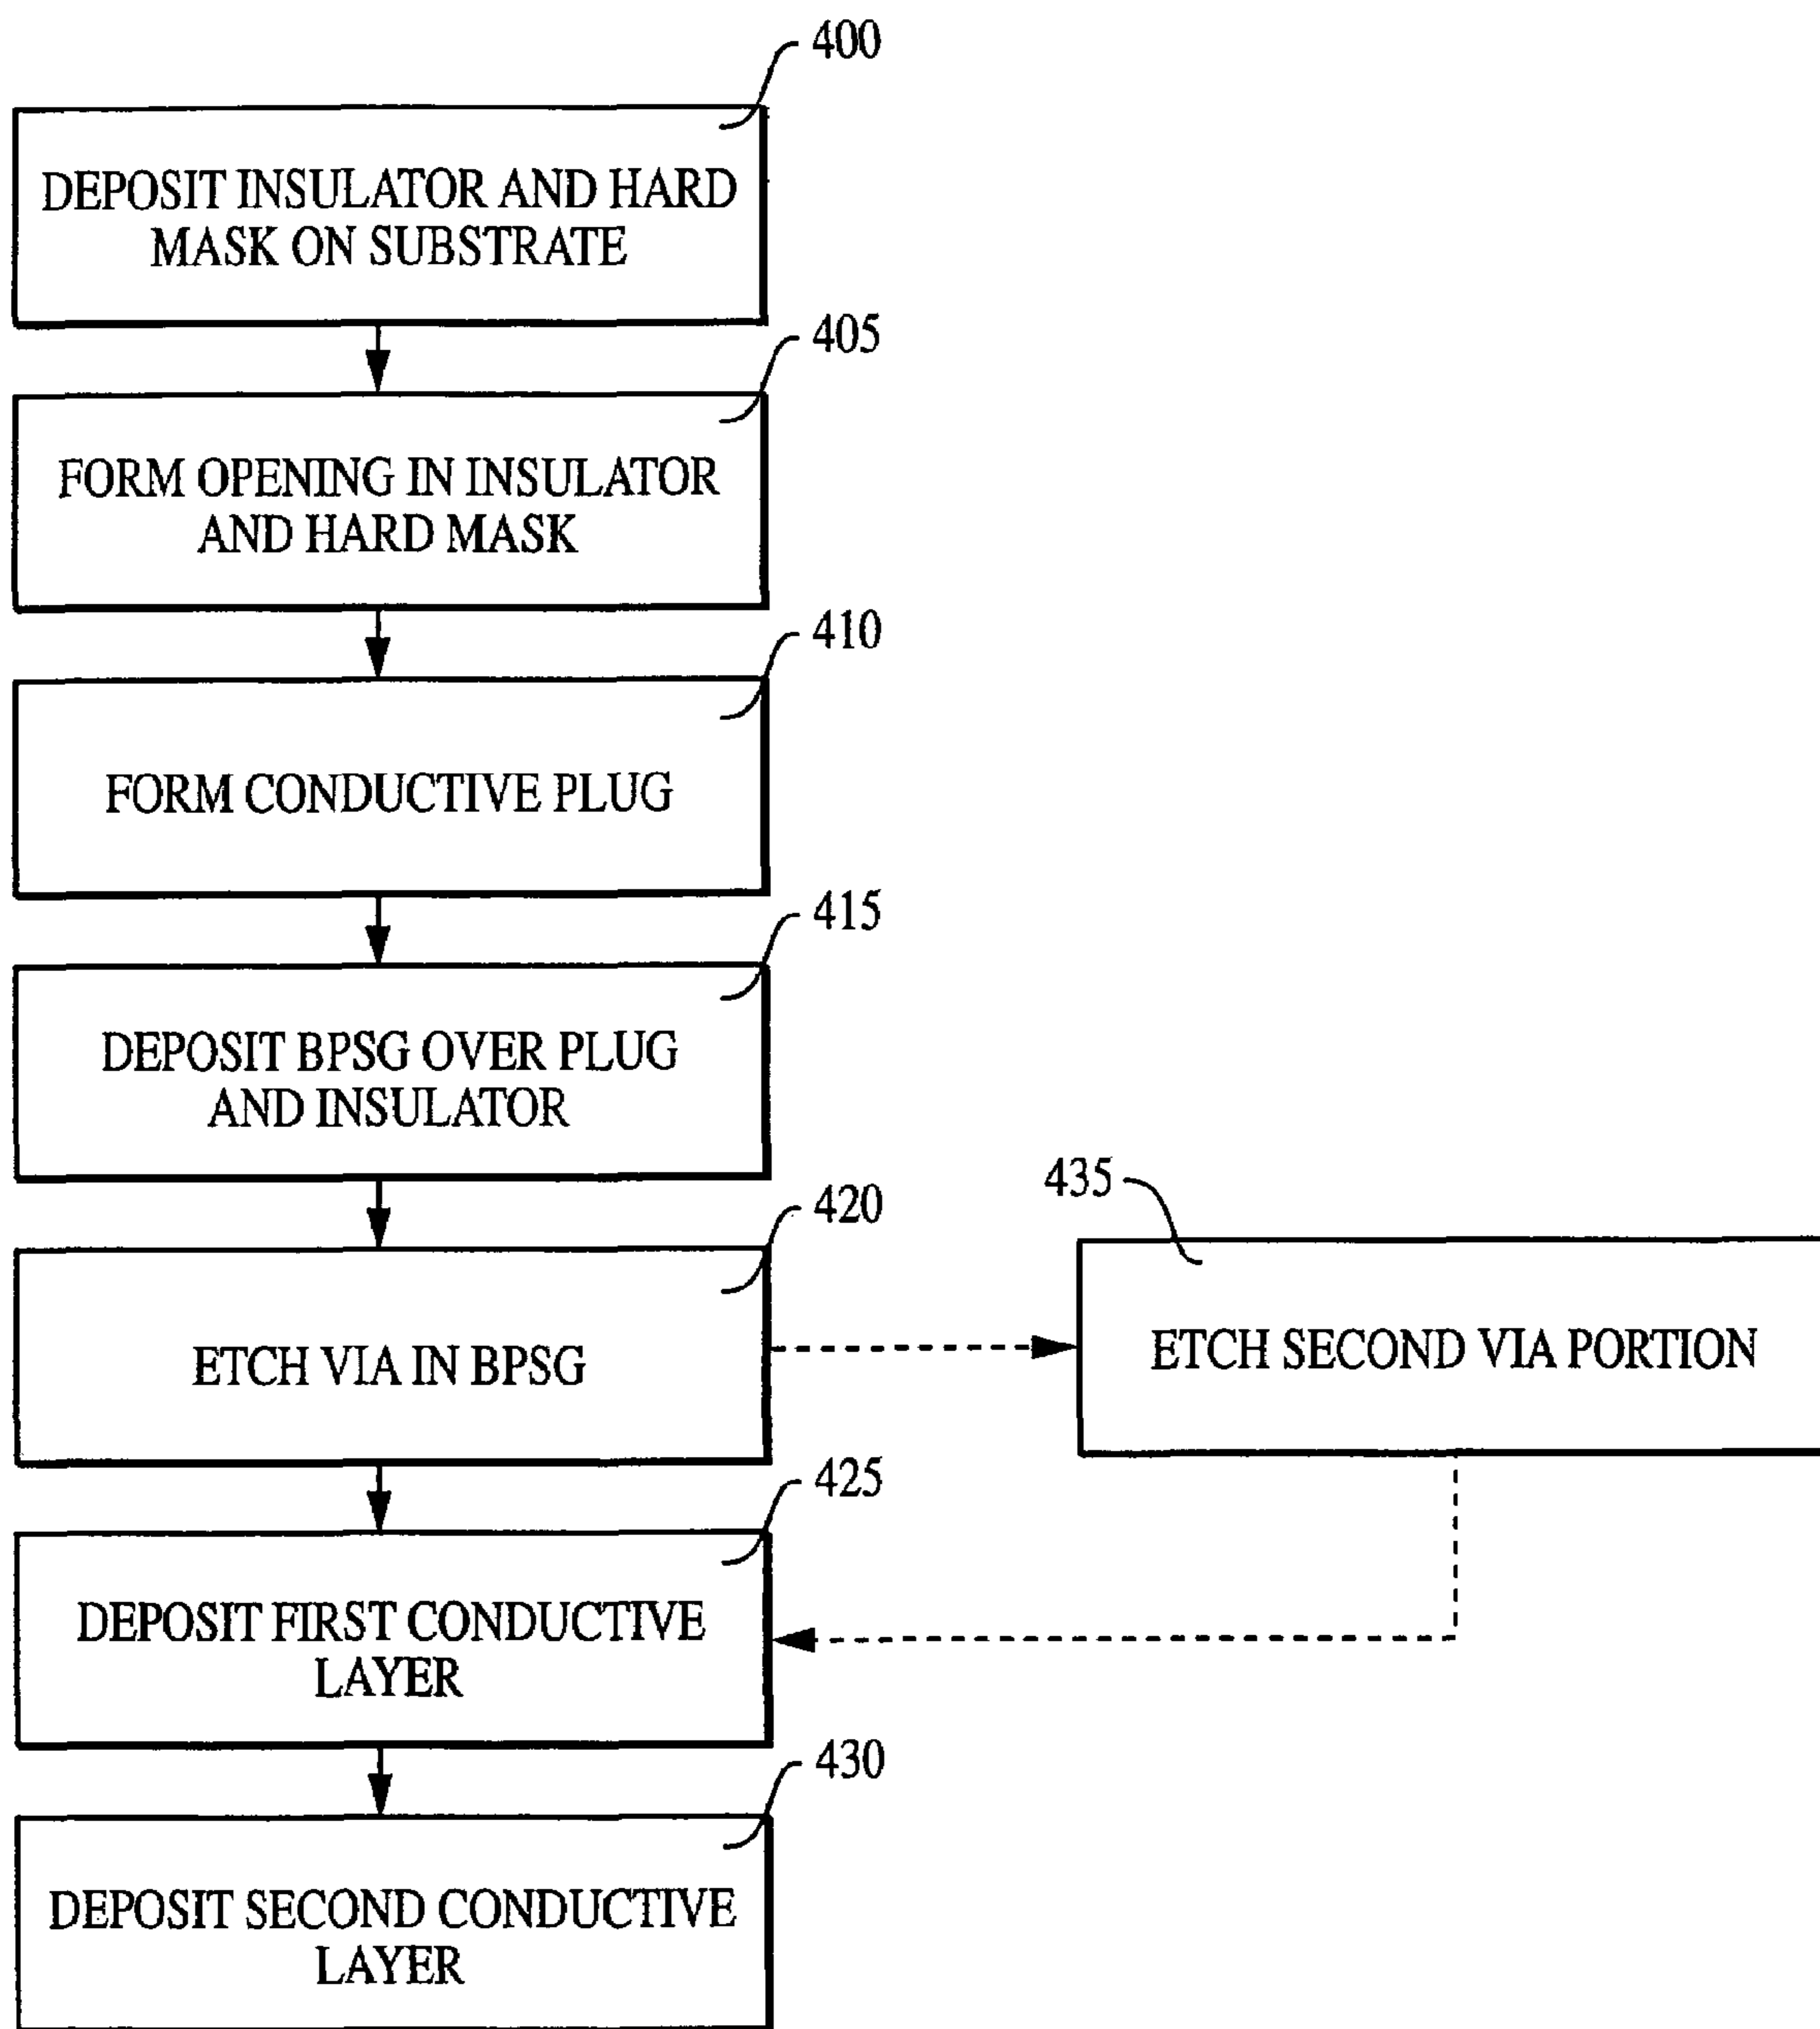 400
DEPOSIT INSULATOR AND HARD
MASK ON SUBSTRATE
405
FORM OPENING IN INSULATOR
AND HARD MASK
410
FORM CONDUCTIVE PLUG
415
DEPOSIT BPSG OVER PLUG
AND INSULATOR
420
ETCH VIA IN BPSG
435
ETCH SECOND VIA PORTION
425
DEPOSIT FIRST CONDUCTIVE
LAYER
430
DEPOSIT SECOND CONDUCTIVE
LAYER